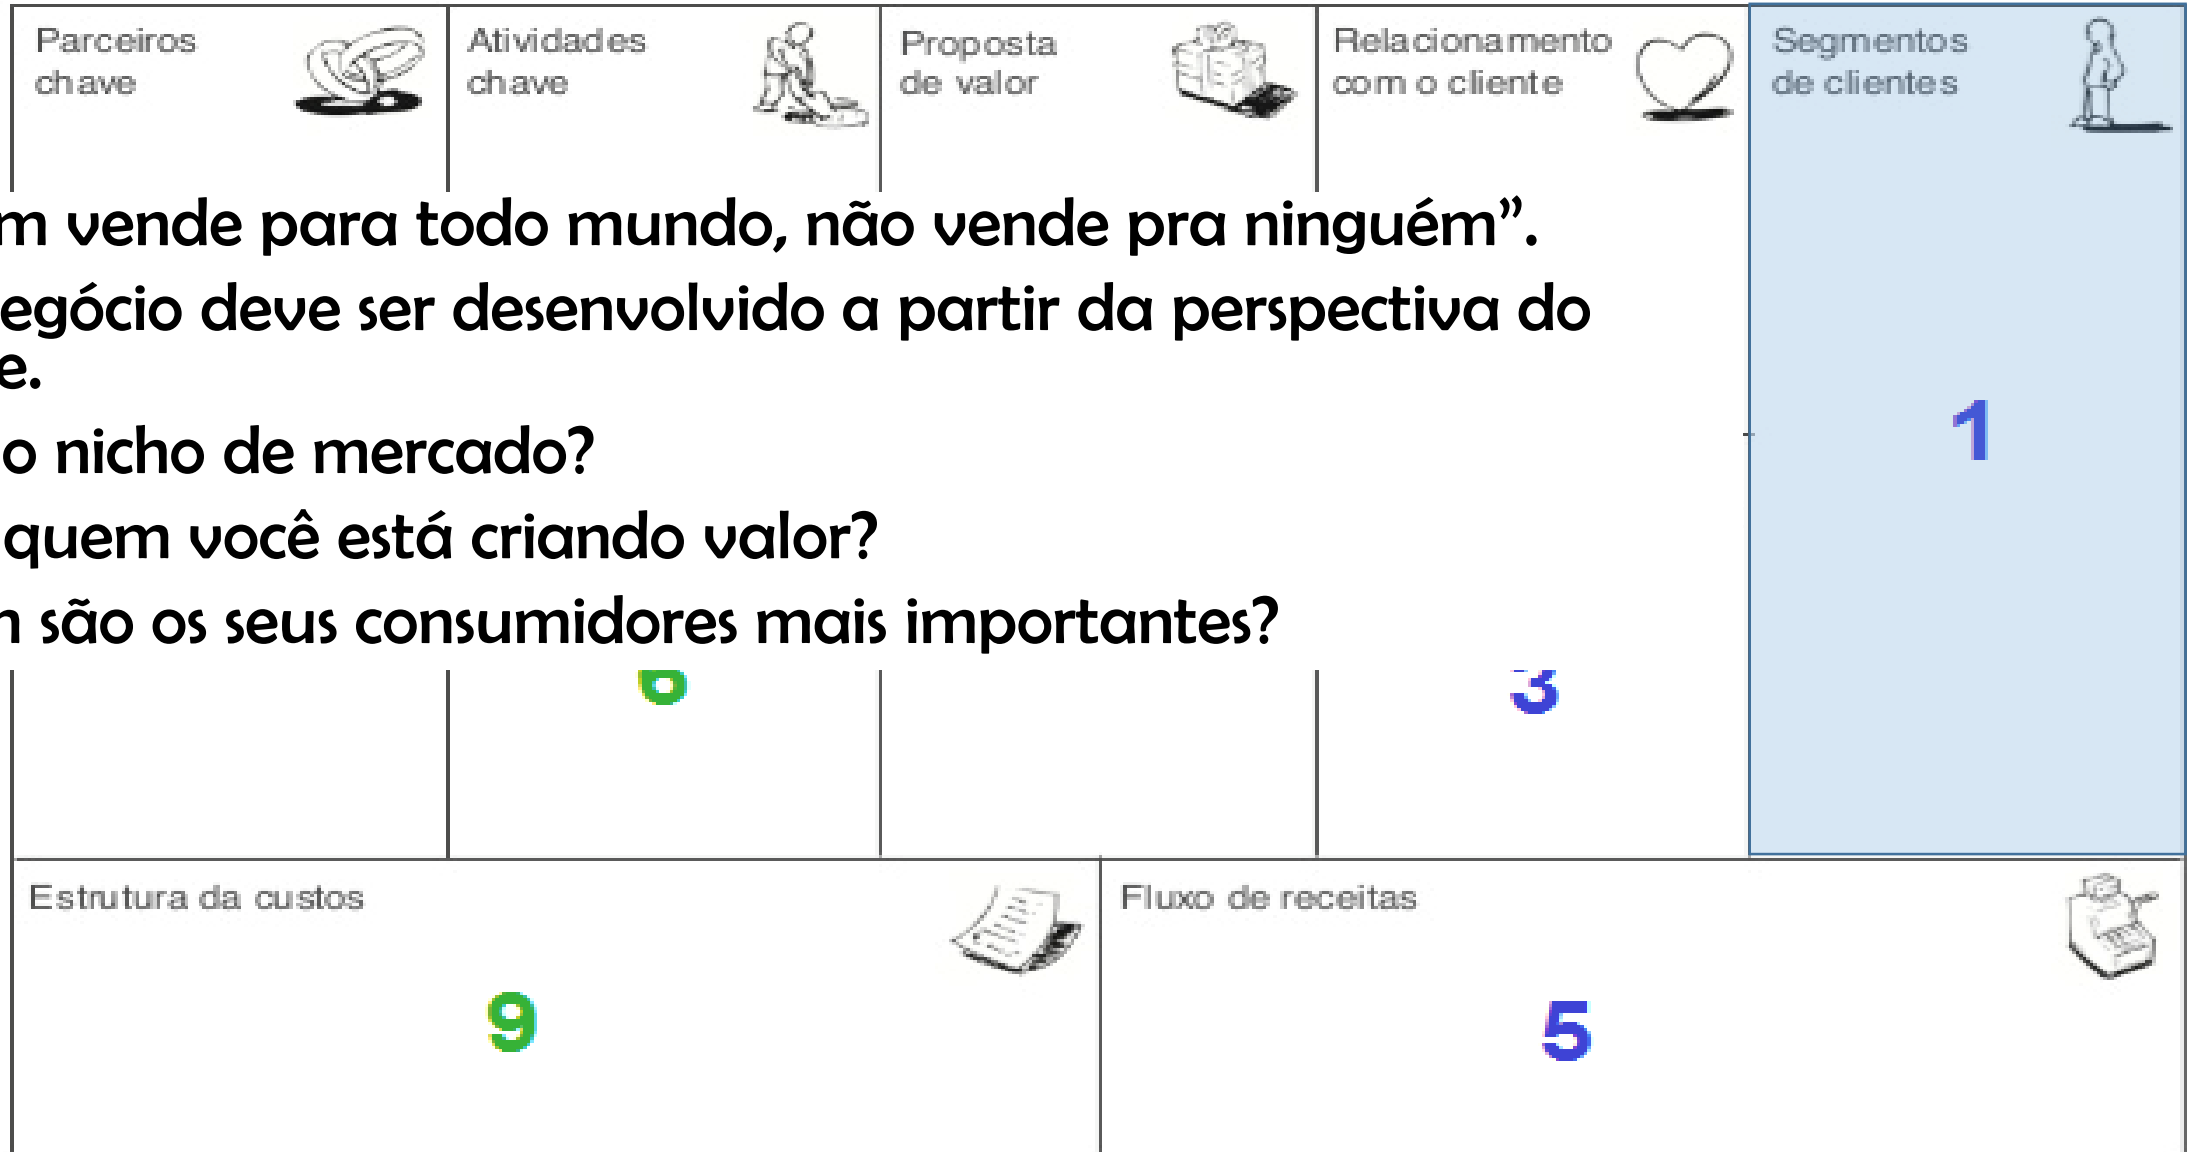 Parceiros
chave
Atividades
chave
Proposta
de valor
Relacionamento
com o cliente
Segmentos
de clientes
vende para todo mundo, não vende pra ninguém”.
deve ser desenvolvido a partir da perspectiva do
1
o nicho de mercado?
quem você está criando valor?
são os seus consumidores mais importantes?
6
3
Estrutura da custos
Fluxo de receitas
9
5